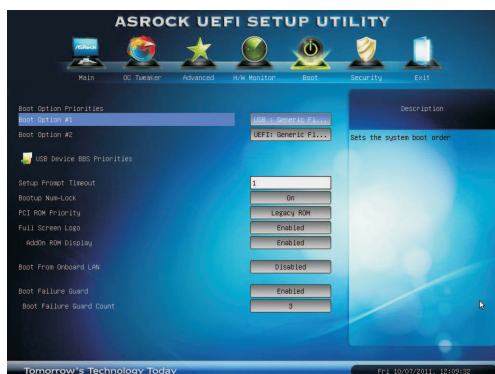 ASROCK UEFI SETUP UTILITY
ASRock
Main OC Tweaker Advanced H/W Monitor Boot Security Exit
Boot Option Priorities
Description
Boot Option #1 USB : Generic Fl...
Boot Option #2 UEFI: Generic Fl...
Sets the system boot order
USB Device BBS Priorities
Setup Prompt Timeout 1
Bootup Num-Lock On
PCI ROM Priority Legacy ROM
Full Screen Logo Enabled
AddOn ROM Display Enabled
Boot From Onboard LAN Disabled
Boot Failure Guard Enabled
Boot Failure Guard Count 3
Tomorrow's Technology Today
Fri 10/07/2011, 12:09:32